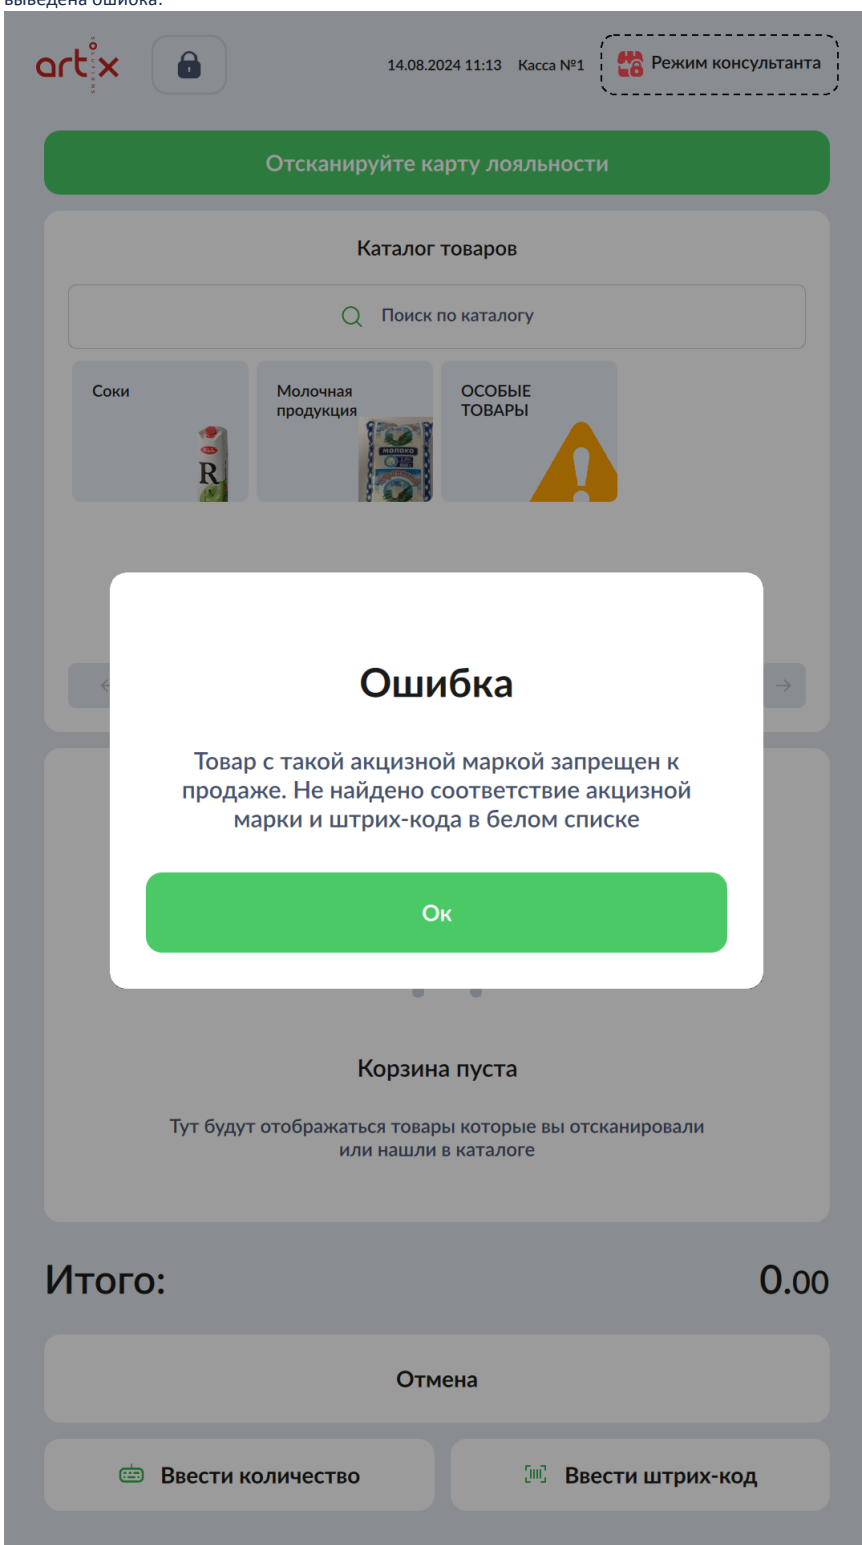 выведена ошибка:
artix
14.08.2024 11:13 Касса №1 Режим консультанта
Отсканируйте карту лояльности
Каталог товаров
Поиск по каталогу
Соки
Молочная
продукция
ОСОБЫЕ
ТОВАРЫ
R
МОЛОКО
Ошибка
Товар с такой акцизной маркой запрещен к
продаже. Не найдено соответствие акцизной
марки и штрих-кода в белом списке
Ок
Корзина пуста
Тут будут отображаться товары которые вы отсканировали
или нашли в каталоге
Итого: 0.00
Отмена
Ввести количество
Ввести штрих-код